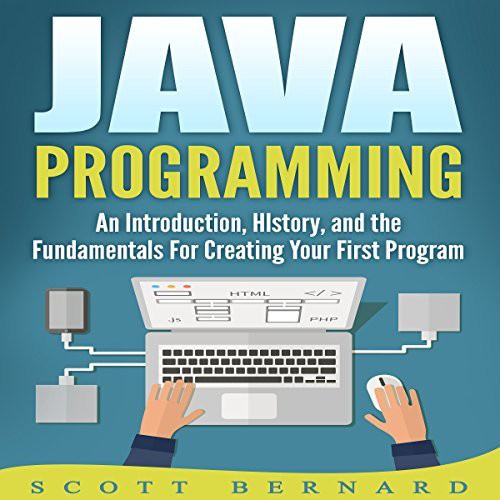 JAVA
PROGRAMMING
An Introduction, HIstory, and the
Fundamentals For Creating Your First Program
HTML </>
.js PHP
SCOTT BERNARD